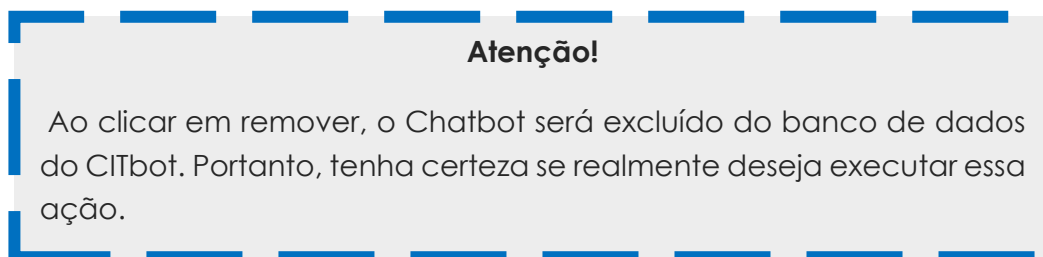 Atenção!
Ao clicar em remover, o Chatbot será excluído do banco de dados
do CITbot. Portanto, tenha certeza se realmente deseja executar essa
ação.